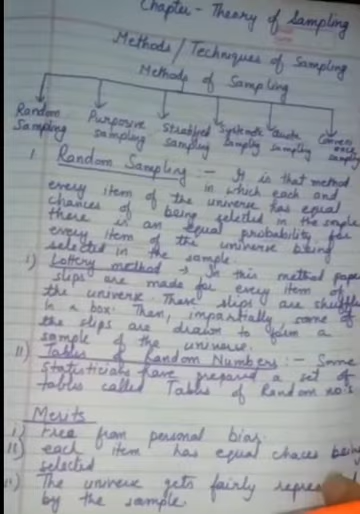 Chapter - Theory of Sampling
Methods / Techniques of Sampling
Methods of Sampling
Random Sampling
Purposive sampling
Stratified sampling
Systematic sampling
Quota sampling
Conveni ence sampling
1. Random Sampling :- It is that method
in which each and
every item of the universe has equal
chances of being selected in the sample
there is an equal probability for
every item of the universe being
selected in the sample.
i) Lottery method → In this method paper
slips are made for every item of
the universe. These slips are shuffle
in a box. Then, impartially some of
the slips are drawn to form a
sample of the universe.
ii) Tables of Random Numbers :- Some
statisticians have prepared a set of
tables called Tables of Random no's
Merits
i) Free from personal bias.
ii) each item has equal chaces being
selected
iii) The universe gets fairly
by the sample